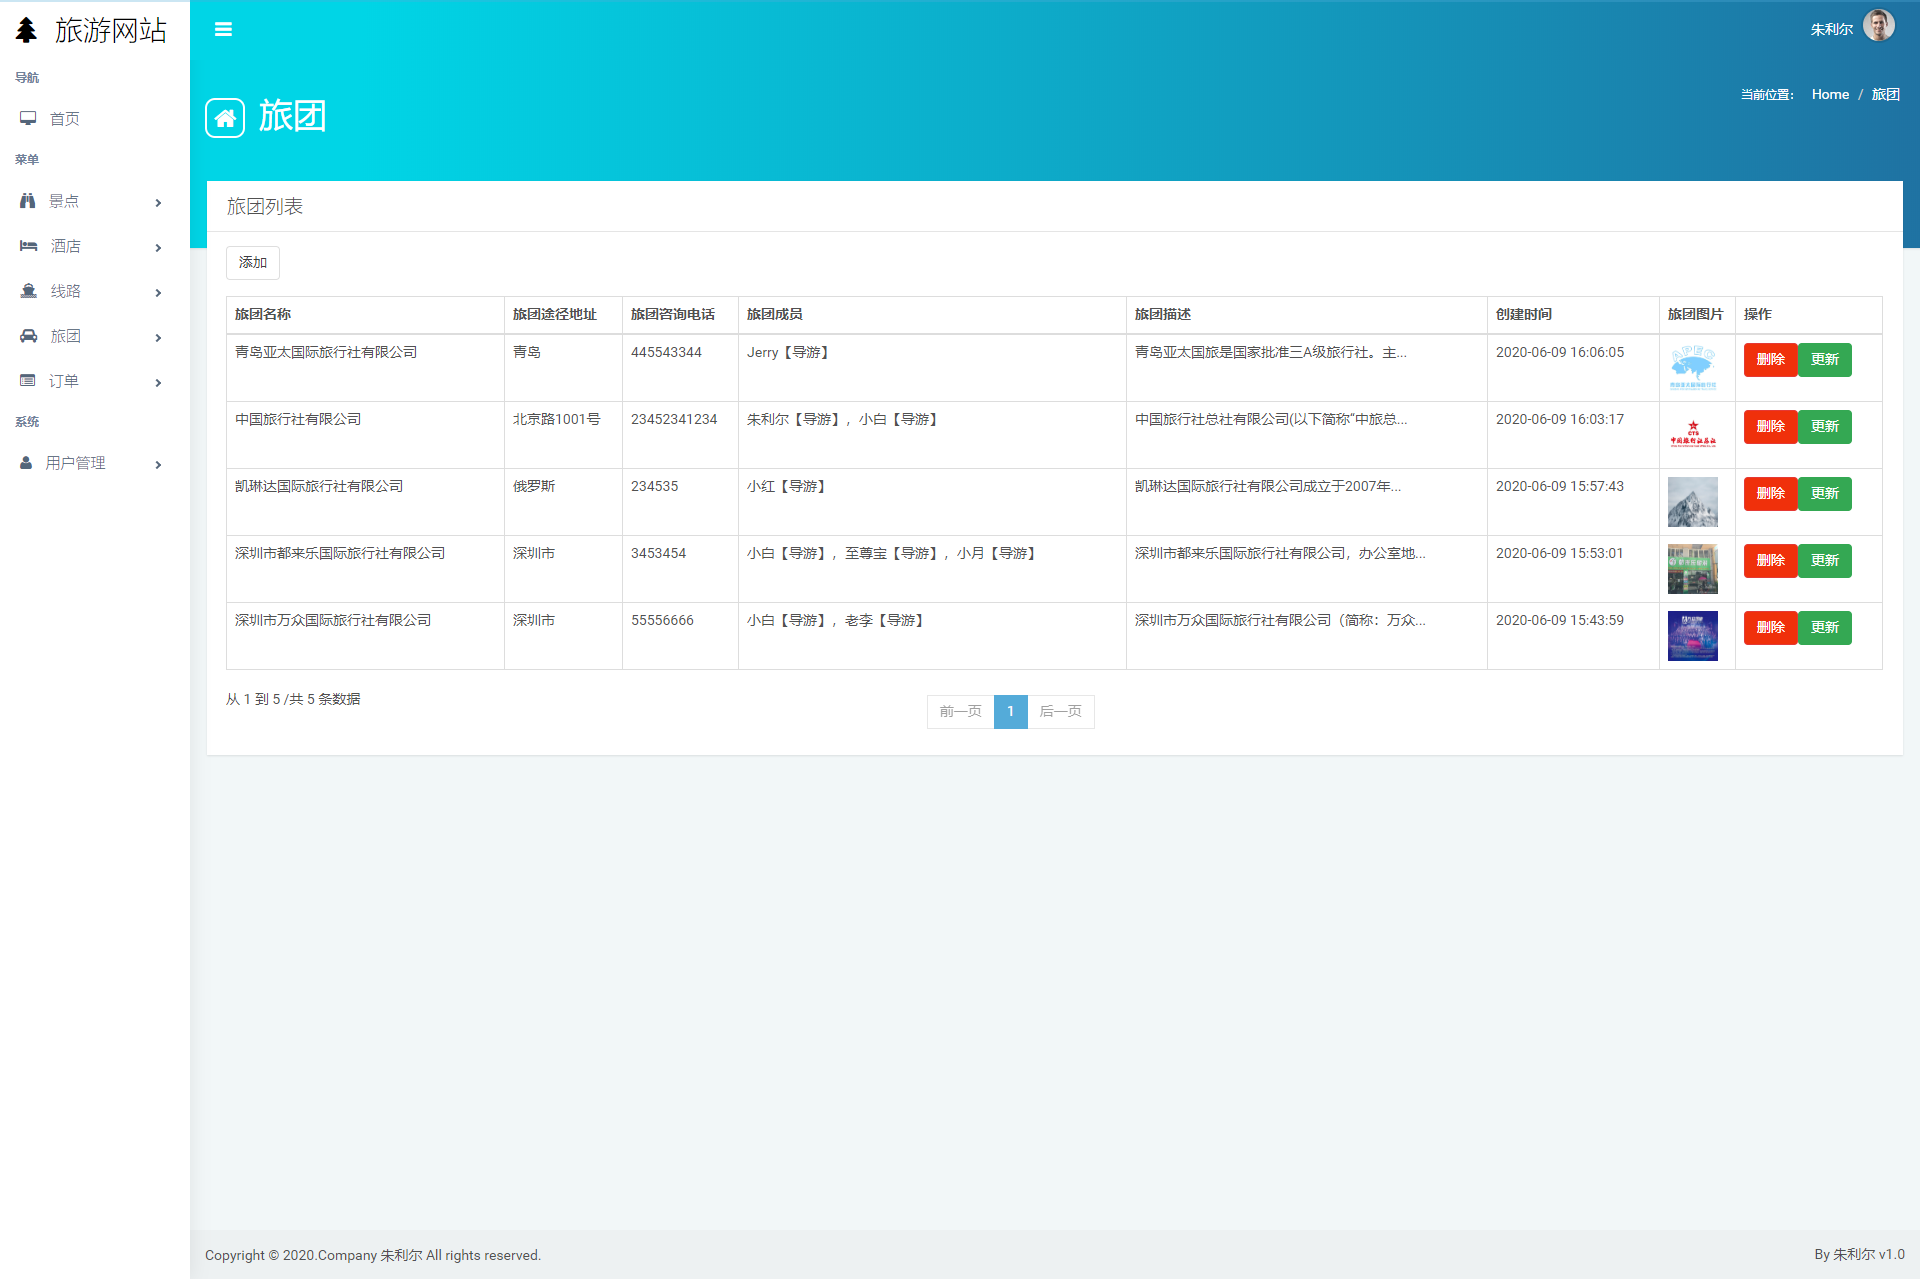 旅游网站
朱利尔
导航
首页
菜单
景点
酒店
线路
旅团
订单
系统
用户管理
旅团
当前位置： Home / 旅团
旅团列表
添加
旅团名称 旅团途径地址 旅团咨询电话 旅团成员 旅团描述 创建时间 旅团图片 操作
青岛亚太国际旅行社有限公司 青岛 445543344 Jerry【导游】 青岛亚太国旅是国家批准三A级旅行社。主... 2020-06-09 16:06:05 APEC 删除 更新
中国旅行社有限公司 北京路1001号 23452341234 朱利尔【导游】，小白【导游】 中国旅行社总社有限公司(以下简称“中旅总... 2020-06-09 16:03:17 CTS 中国旅行社总社 删除 更新
凯琳达国际旅行社有限公司 俄罗斯 234535 小红【导游】 凯琳达国际旅行社有限公司成立于2007年... 2020-06-09 15:57:43 删除 更新
深圳市都来乐国际旅行社有限公司 深圳市 3453454 小白【导游】，至尊宝【导游】，小月【导游】 深圳市都来乐国际旅行社有限公司，办公室地... 2020-06-09 15:53:01 删除 更新
深圳市万众国际旅行社有限公司 深圳市 55556666 小白【导游】，老李【导游】 深圳市万众国际旅行社有限公司（简称：万众... 2020-06-09 15:43:59 删除 更新
从 1 到 5 /共 5 条数据
前一页 1 后一页
Copyright © 2020.Company 朱利尔 All rights reserved.
By 朱利尔 v1.0